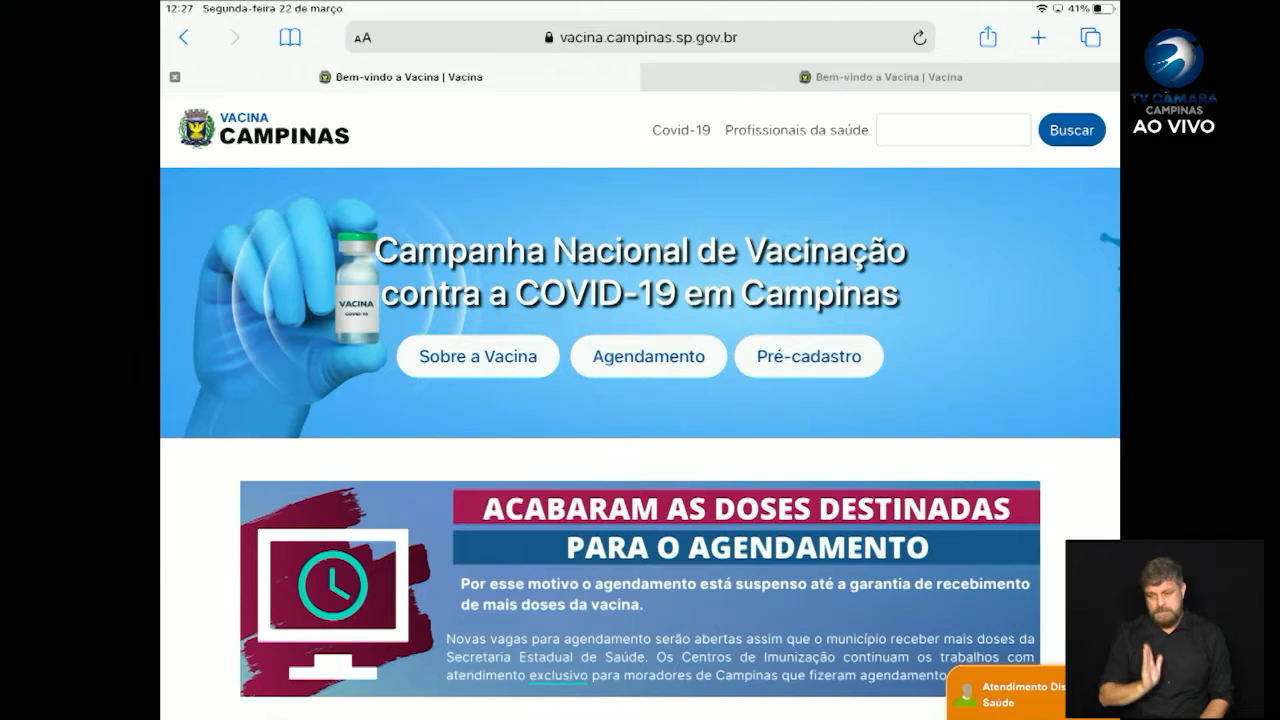 12:27 Segunda-feira 22 de março
41%
AA
vacina.campinas.sp.gov.br
Bem-vindo a Vacina | Vacina
Bem-vindo a Vacina | Vacina
TV CÂMARA
CAMPINAS
AO VIVO
VACINA
CAMPINAS
Covid-19 Profissionais da saúde
Buscar
Campanha Nacional de Vacinação
contra a COVID-19 em Campinas
VACINA
COVID-19
Sobre a Vacina Agendamento Pré-cadastro
ACABARAM AS DOSES DESTINADAS
PARA O AGENDAMENTO
Por esse motivo o agendamento está suspenso até a garantia de recebimento
de mais doses da vacina.
Novas vagas para agendamento serão abertas assim que o município receber mais doses da
Secretaria Estadual de Saúde. Os Centros de Imunização continuam os trabalhos com
atendimento exclusivo para moradores de Campinas que fizeram agendamento
Atendimento Dis
Saúde